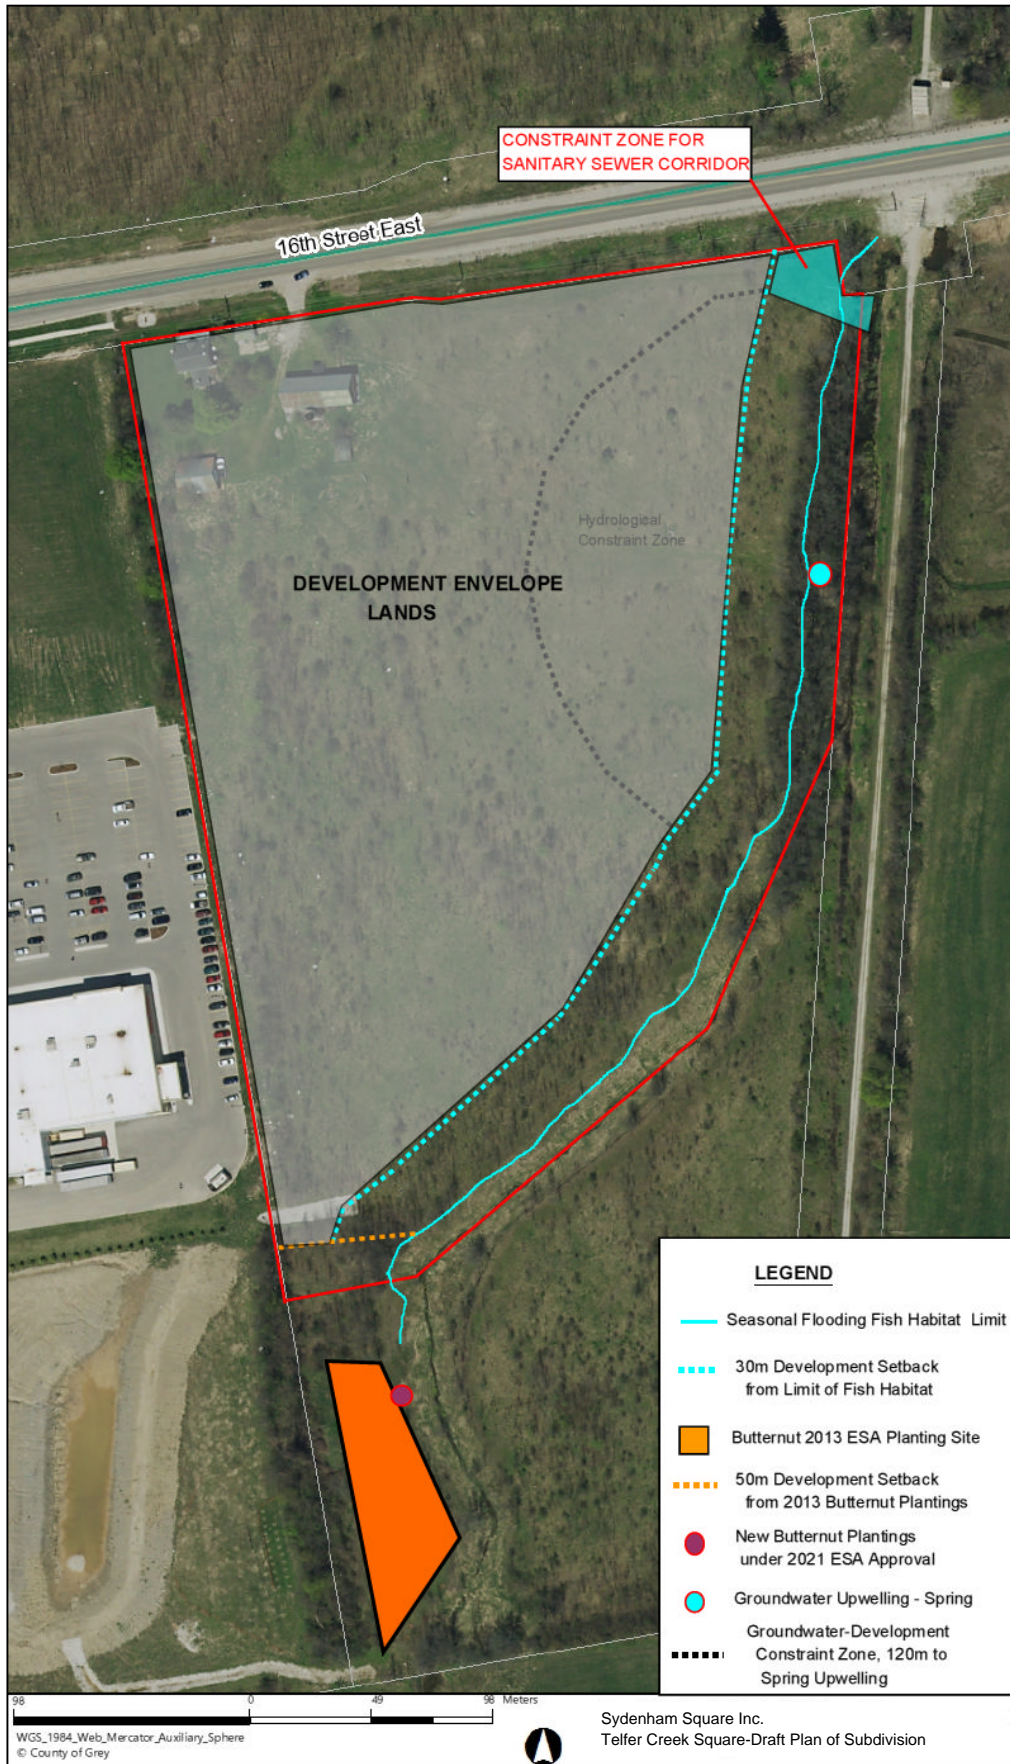 CONSTRAINT ZONE FOR
SANITARY SEWER CORRIDOR
16th Street East
Hydrological
Constraint Zone
DEVELOPMENT ENVELOPE
LANDS
LEGEND
Seasonal Flooding Fish Habitat Limit
30m Development Setback
from Limit of Fish Habitat
Butternut 2013 ESA Planting Site
50m Development Setback
from 2013 Butternut Plantings
New Butternut Plantings
under 2021 ESA Approval
Groundwater Upwelling - Spring
Groundwater-Development
Constraint Zone, 120m to
Spring Upwelling
98 0 49 98 Meters
WGS_1984_Web_Mercator_Auxiliary_Sphere
© County of Grey
Sydenham Square Inc.
Telfer Creek Square-Draft Plan of Subdivision